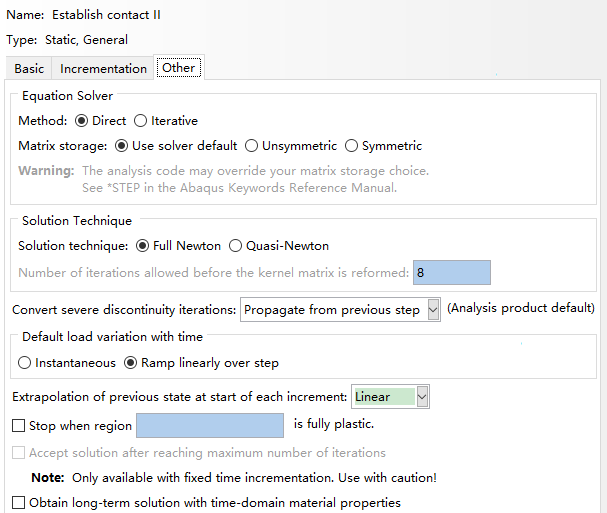 Name: Establish contact II
Type: Static, General
Basic Incrementation Other
Equation Solver
Method: Direct Iterative
Matrix storage: Use solver default Unsymmetric Symmetric
Warning: The analysis code may override your matrix storage choice.
See *STEP in the Abaqus Keywords Reference Manual.
Solution Technique
Solution technique: Full Newton Quasi-Newton
Number of iterations allowed before the kernel matrix is reformed: 8
Convert severe discontinuity iterations: Propagate from previous step (Analysis product default)
Default load variation with time
Instantaneous Ramp linearly over step
Extrapolation of previous state at start of each increment: Linear
Stop when region is fully plastic.
Accept solution after reaching maximum number of iterations
Note: Only available with fixed time incrementation. Use with caution!
Obtain long-term solution with time-domain material properties